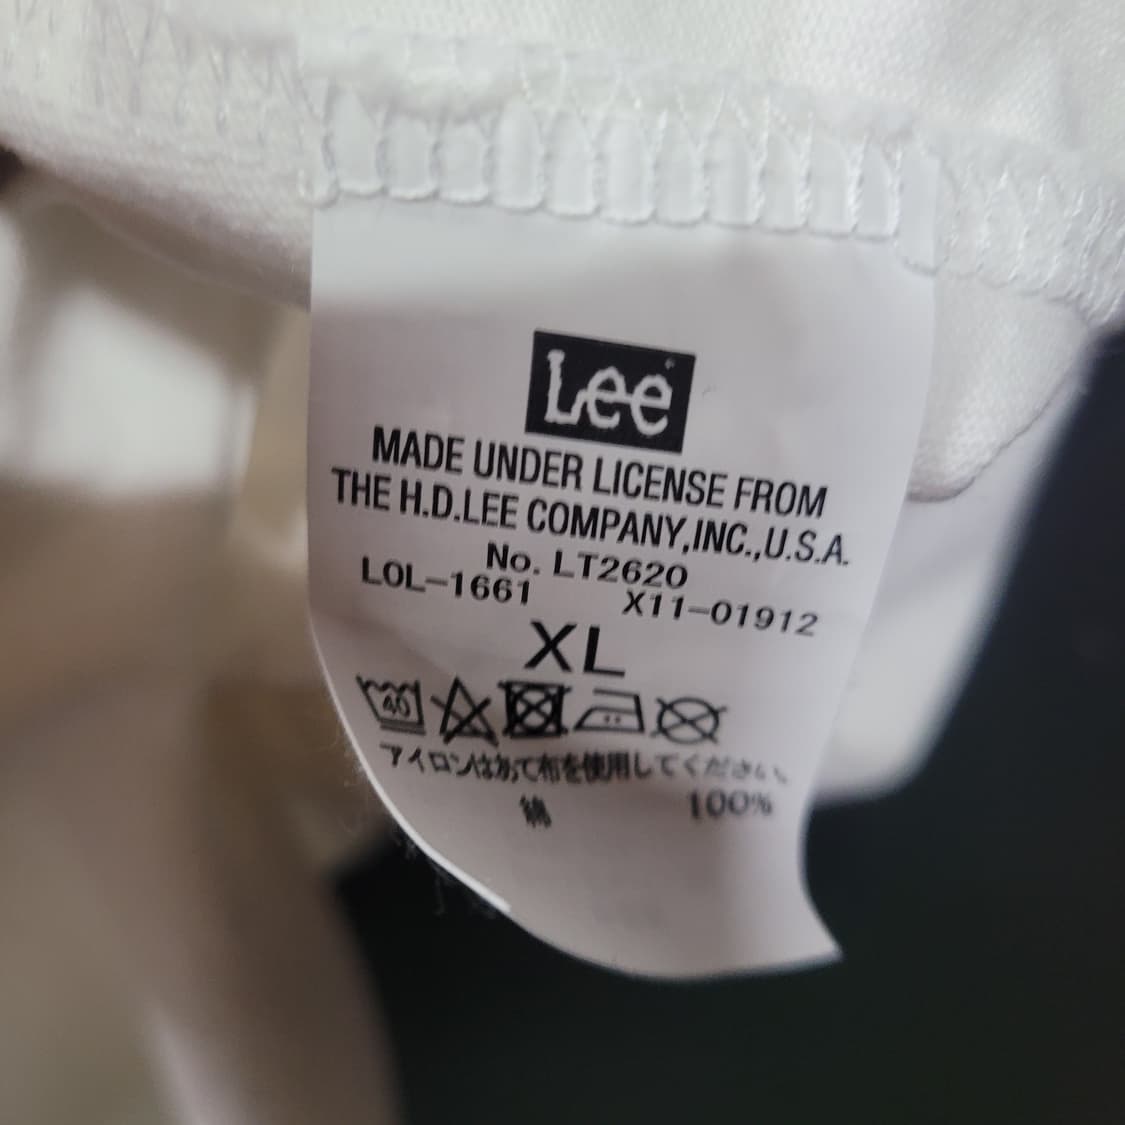 Lee
MADE UNDER LICENSE FROM
THE H.D.LEE COMPANY,INC.,U.S.A.
No. LT2620
LOL-1661 X11-01912
XL
40
アイロンはあて布を使用してください。
綿 100%